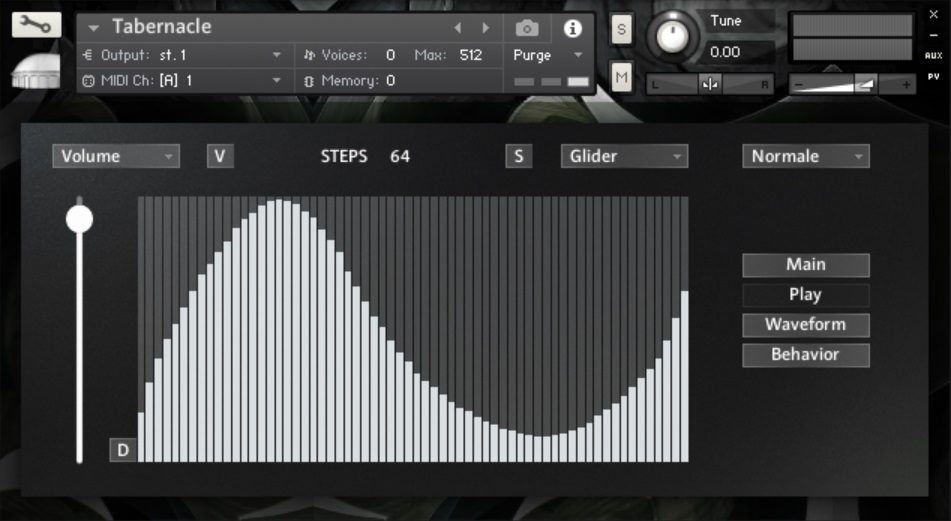 Tabernacle
Output: st. 1
Voices: 0 Max: 512
Purge
MIDI Ch: [A] 1
Memory: 0
S
M
Tune
0.00
L R
- +
×
–
AUX
PV
Volume V STEPS 64 S Glider Normale
Main
Play
Waveform
Behavior
D